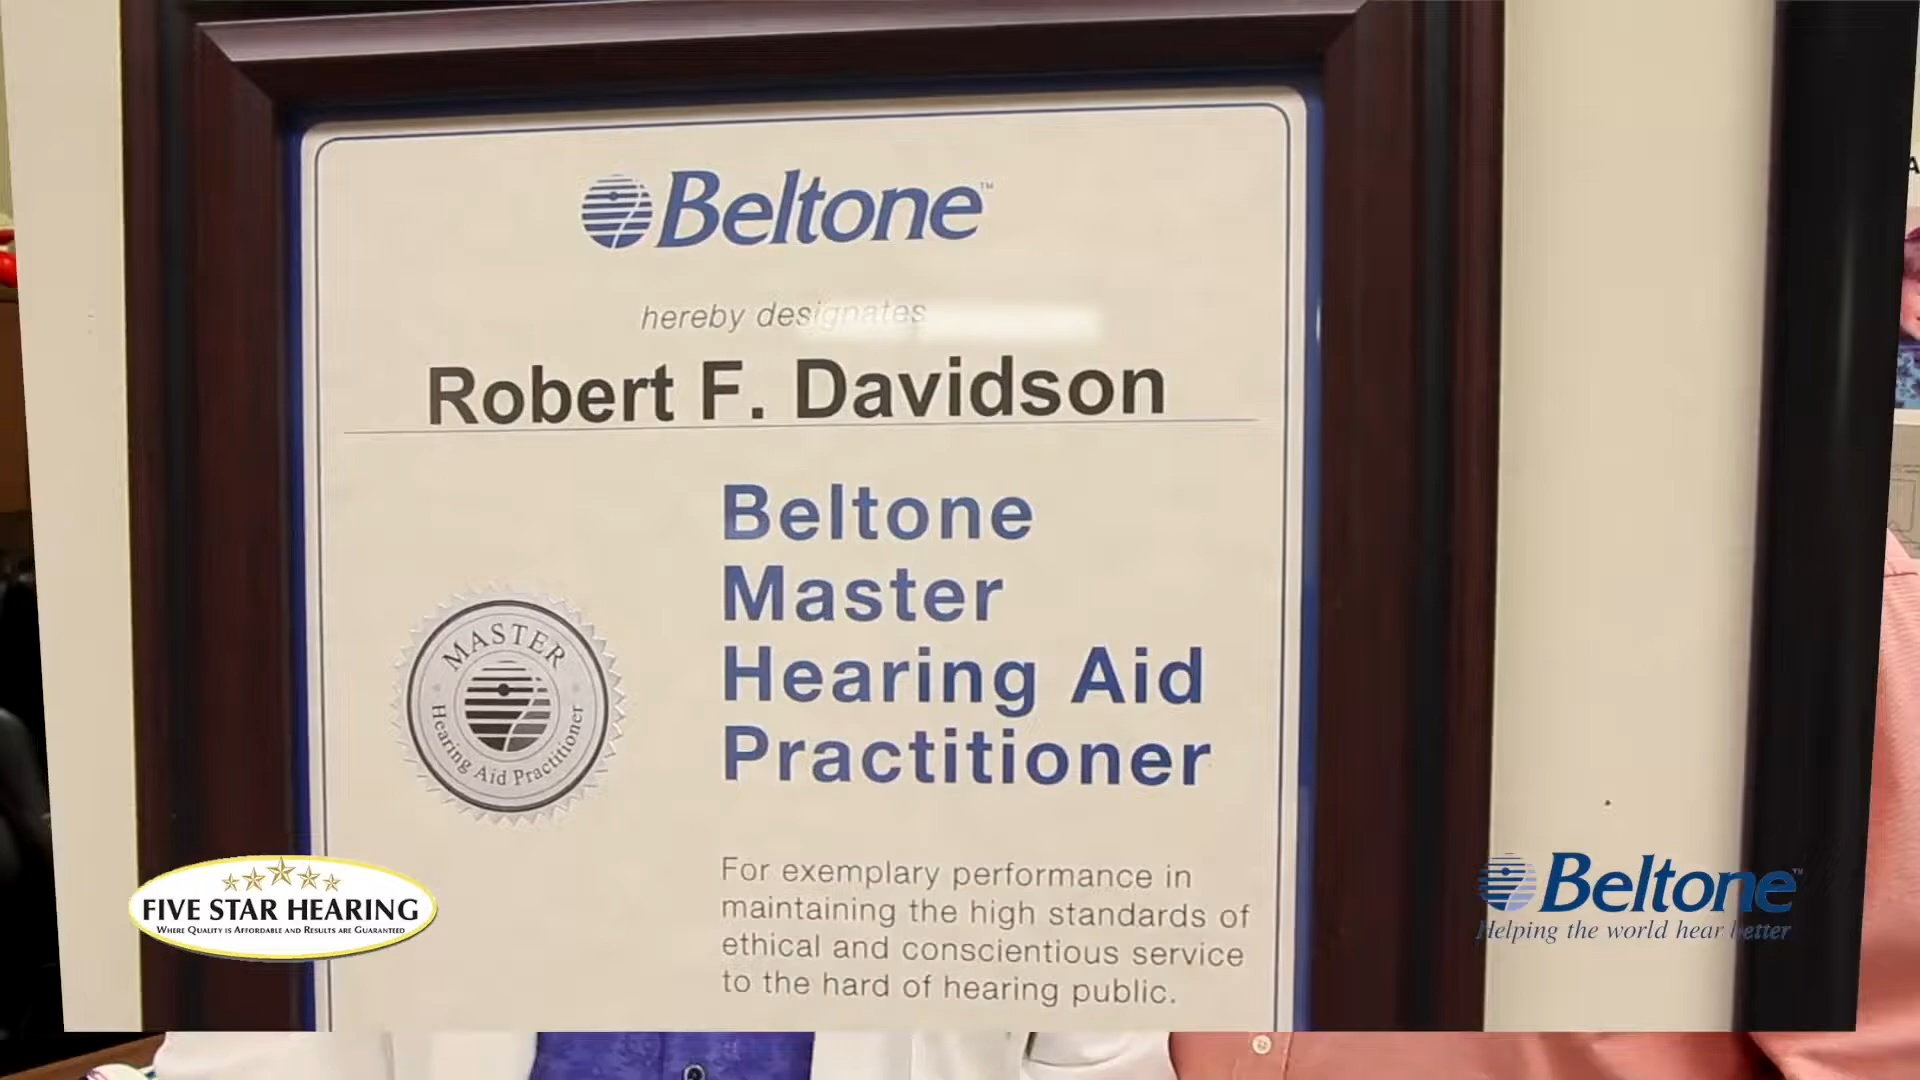 Beltone™
hereby designates
Robert F. Davidson
Beltone
Master
Hearing Aid
Practitioner
MASTER
Hearing Aid Practitioner
For exemplary performance in
maintaining the high standards of
ethical and conscientious service
to the hard of hearing public.
FIVE STAR HEARING
WHERE QUALITY IS AFFORDABLE AND RESULTS ARE GUARANTEED
Beltone™
Helping the world hear better
A